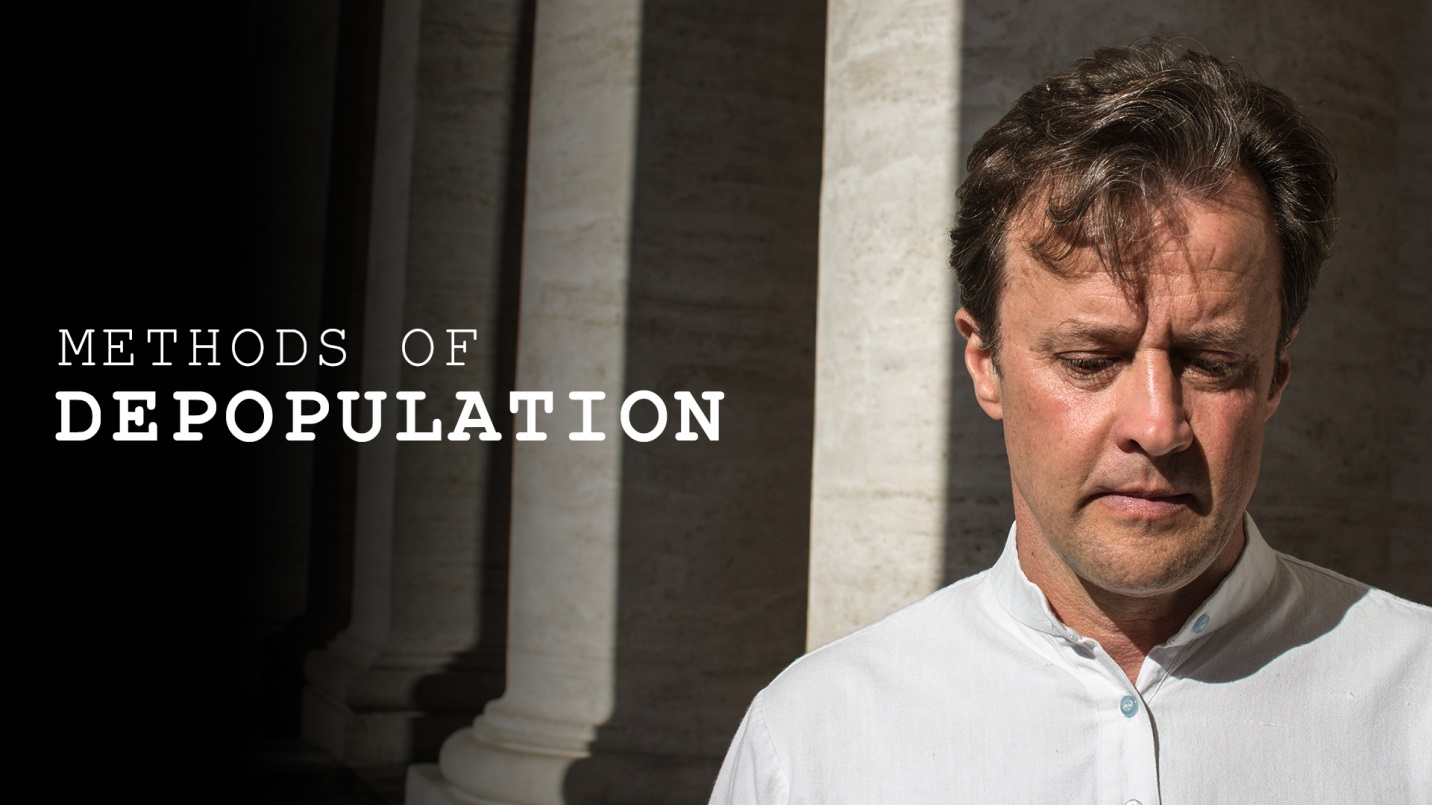 METHODS OF
DEPOPULATION